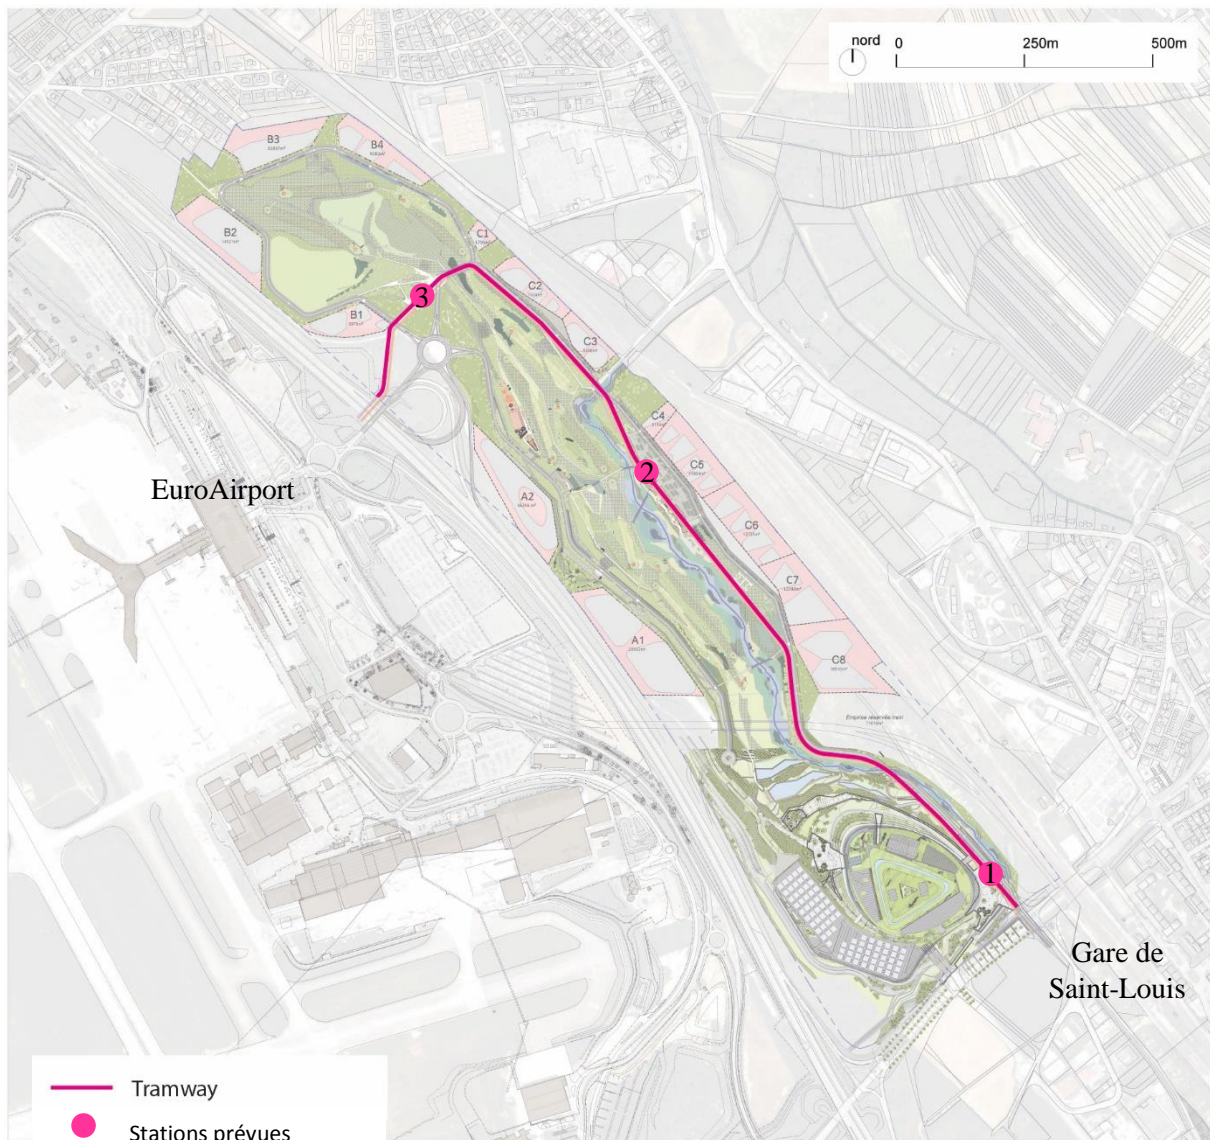 nord 0 250m 500m
B3
B4
B2
C1
C2
3
B1
C3
C4
2
C5
EuroAirport
A2
C6
C7
A1
C8
1
Gare de
Saint-Louis
Tramway
Stations prévues